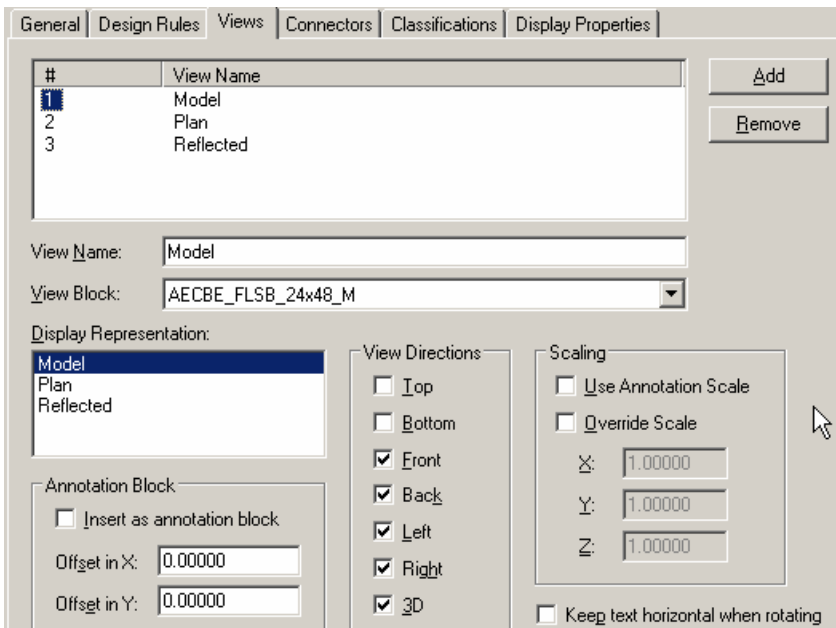 General Design Rules Views Connectors Classifications Display Properties
# View Name
1 Model
2 Plan
3 Reflected
Add
Remove
View Name: Model
View Block: AECBE_FLSB_24x48_M
Display Representation:
Model
Plan
Reflected
Annotation Block
Insert as annotation block
Offset in X: 0.00000
Offset in Y: 0.00000
View Directions
Top
Bottom
Front
Back
Left
Right
3D
Scaling
Use Annotation Scale
Override Scale
X: 1.00000
Y: 1.00000
Z: 1.00000
Keep text horizontal when rotating